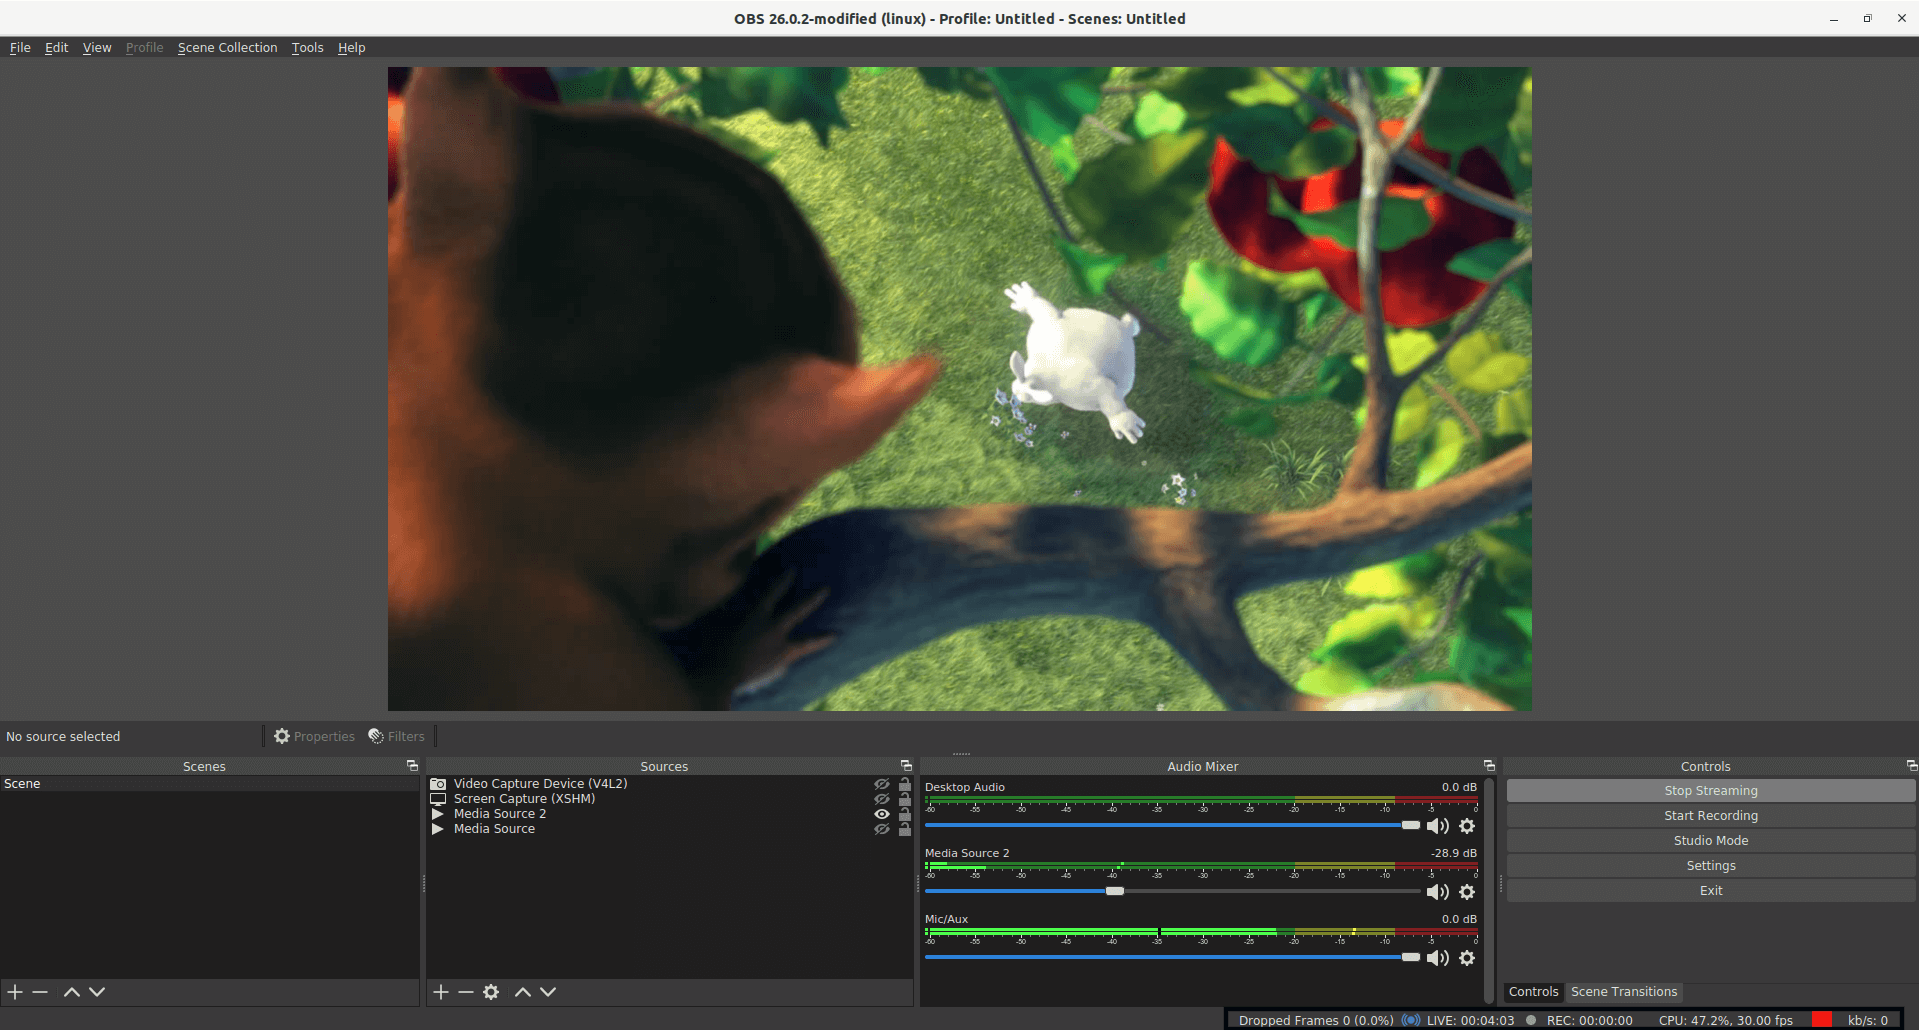 OBS 26.0.2-modified (linux) - Profile: Untitled - Scenes: Untitled
File Edit View Profile Scene Collection Tools Help
No source selected Properties Filters
Scenes
Scene
Sources
Video Capture Device (V4L2)
Screen Capture (XSHM)
Media Source 2
Media Source
Audio Mixer
Desktop Audio 0.0 dB
-60 -55 -50 -45 -40 -35 -30 -25 -20 -15 -10 -5 0
Media Source 2 -28.9 dB
-60 -55 -50 -45 -40 -35 -30 -25 -20 -15 -10 -5 0
Mic/Aux 0.0 dB
-60 -55 -50 -45 -40 -35 -30 -25 -20 -15 -10 -5 0
Controls
Stop Streaming
Start Recording
Studio Mode
Settings
Exit
Controls Scene Transitions
Dropped Frames 0 (0.0%) LIVE: 00:04:03 REC: 00:00:00 CPU: 47.2%, 30.00 fps kb/s: 0